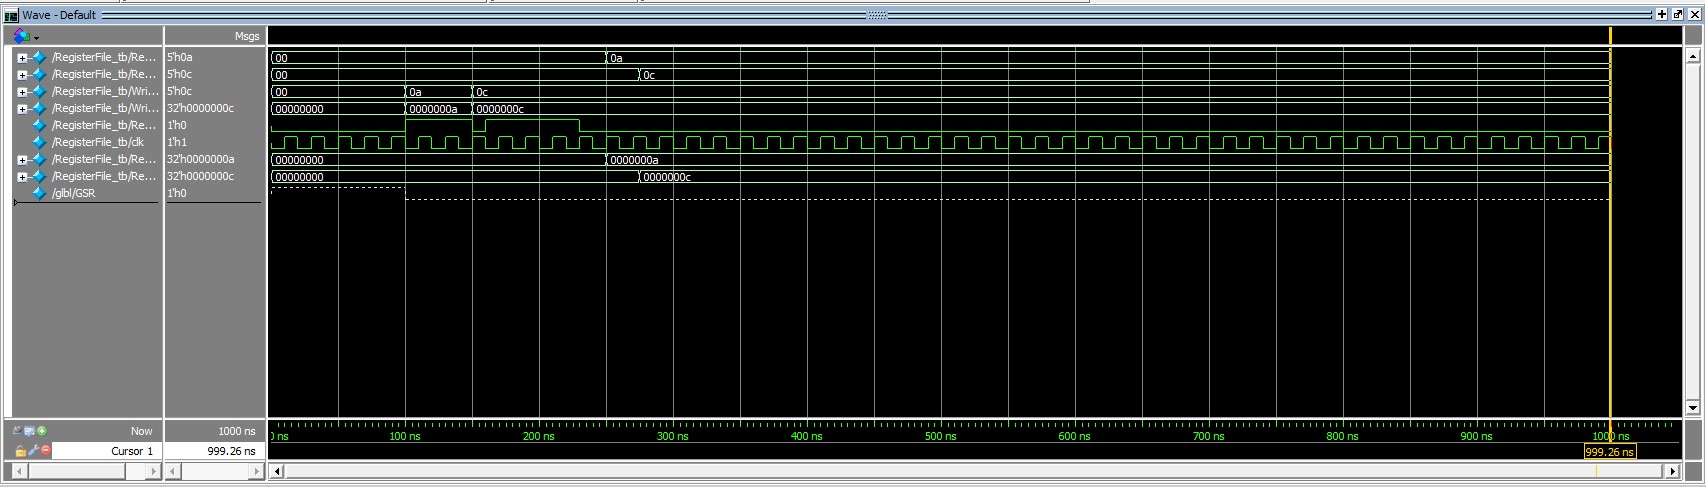 Wave - Default
Msgs
/RegisterFile_tb/Re... 5'h0a 00 0a
/RegisterFile_tb/Re... 5'h0c 00 0c
/RegisterFile_tb/Wri... 5'h0c 00 0a 0c
/RegisterFile_tb/Wri... 32'h0000000c 00000000 0000000a 0000000c
/RegisterFile_tb/Re... 1'h0
/RegisterFile_tb/clk 1'h1
/RegisterFile_tb/Re... 32'h0000000a 00000000 0000000a
/RegisterFile_tb/Re... 32'h0000000c 00000000 0000000c
/glbl/GSR 1'h0
Now 1000 ns ns 100 ns 200 ns 300 ns 400 ns 500 ns 600 ns 700 ns 800 ns 900 ns 1000 ns
Cursor 1 999.26 ns 999.26 ns